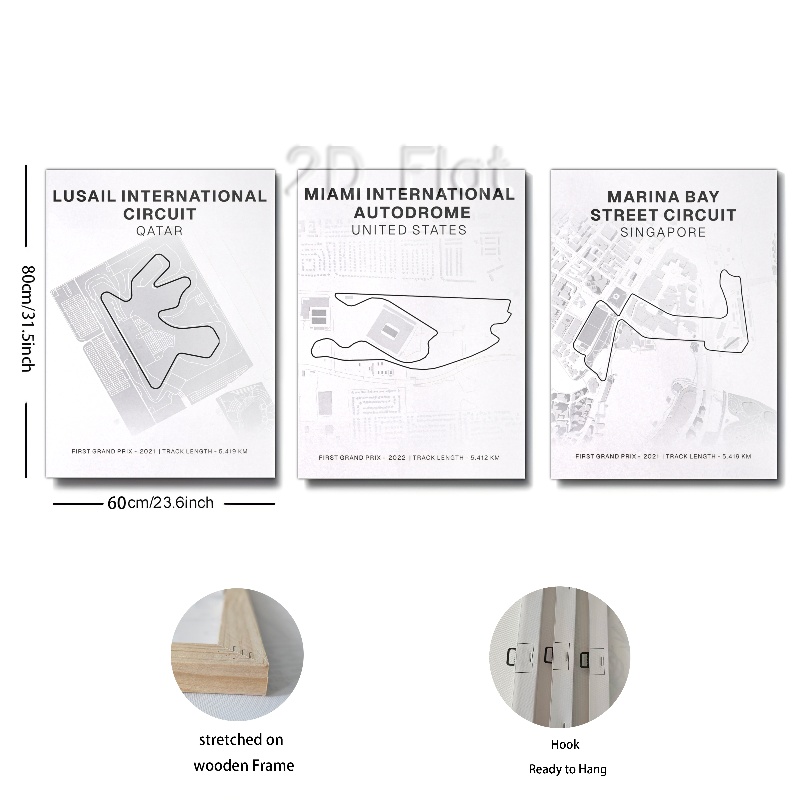 2D Flat
LUSAIL INTERNATIONAL
CIRCUIT
QATAR
FIRST GRAND PRIX - 2021 | TRACK LENGTH - 5.419 KM
MIAMI INTERNATIONAL
AUTODROME
UNITED STATES
FIRST GRAND PRIX - 2022 | TRACK LENGTH - 5.412 KM
MARINA BAY
STREET CIRCUIT
SINGAPORE
FIRST GRAND PRIX - 2021 | TRACK LENGTH - 5.419 KM
80cm/31.5inch
60cm/23.6inch
stretched on
wooden Frame
Hook
Ready to Hang